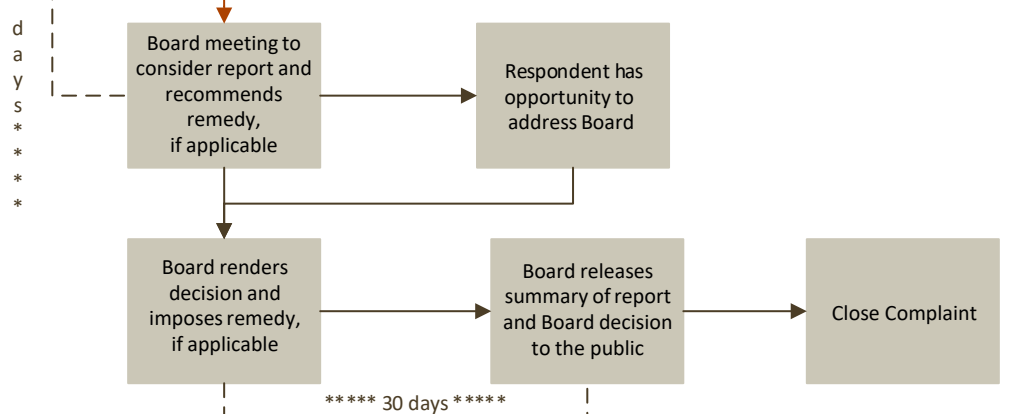 d
a
y
s
*
*
*
*
Board meeting to
consider report and
recommends
remedy,
if applicable
Respondent has
opportunity to
address Board
Board renders
decision and
imposes remedy,
if applicable
Board releases
summary of report
and Board decision
to the public
Close Complaint
***** 30 days *****